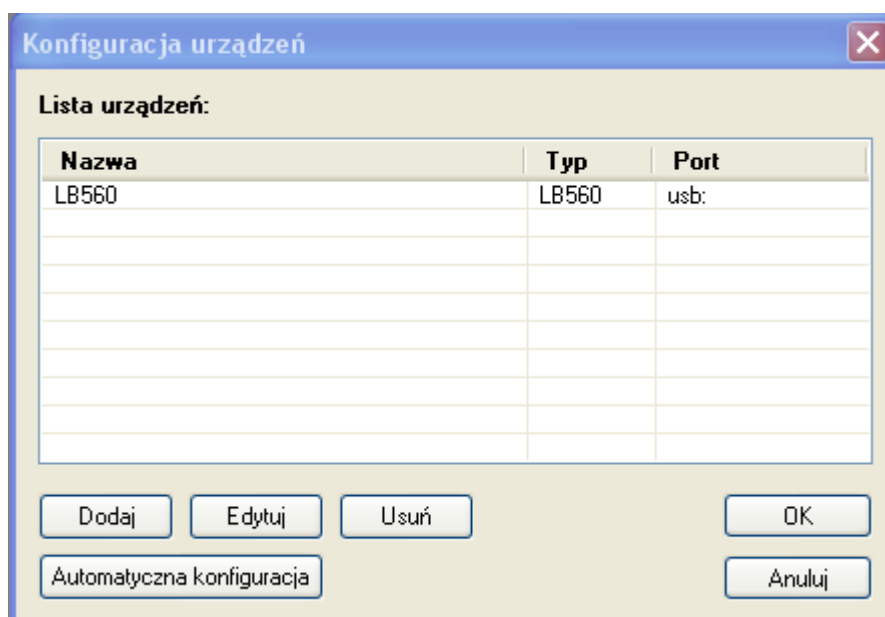 Konfiguracja urządzeń
Lista urządzeń:
Nazwa Typ Port
LB560 LB560 usb:
Dodaj Edytuj Usuń OK
Automatyczna konfiguracja Anuluj